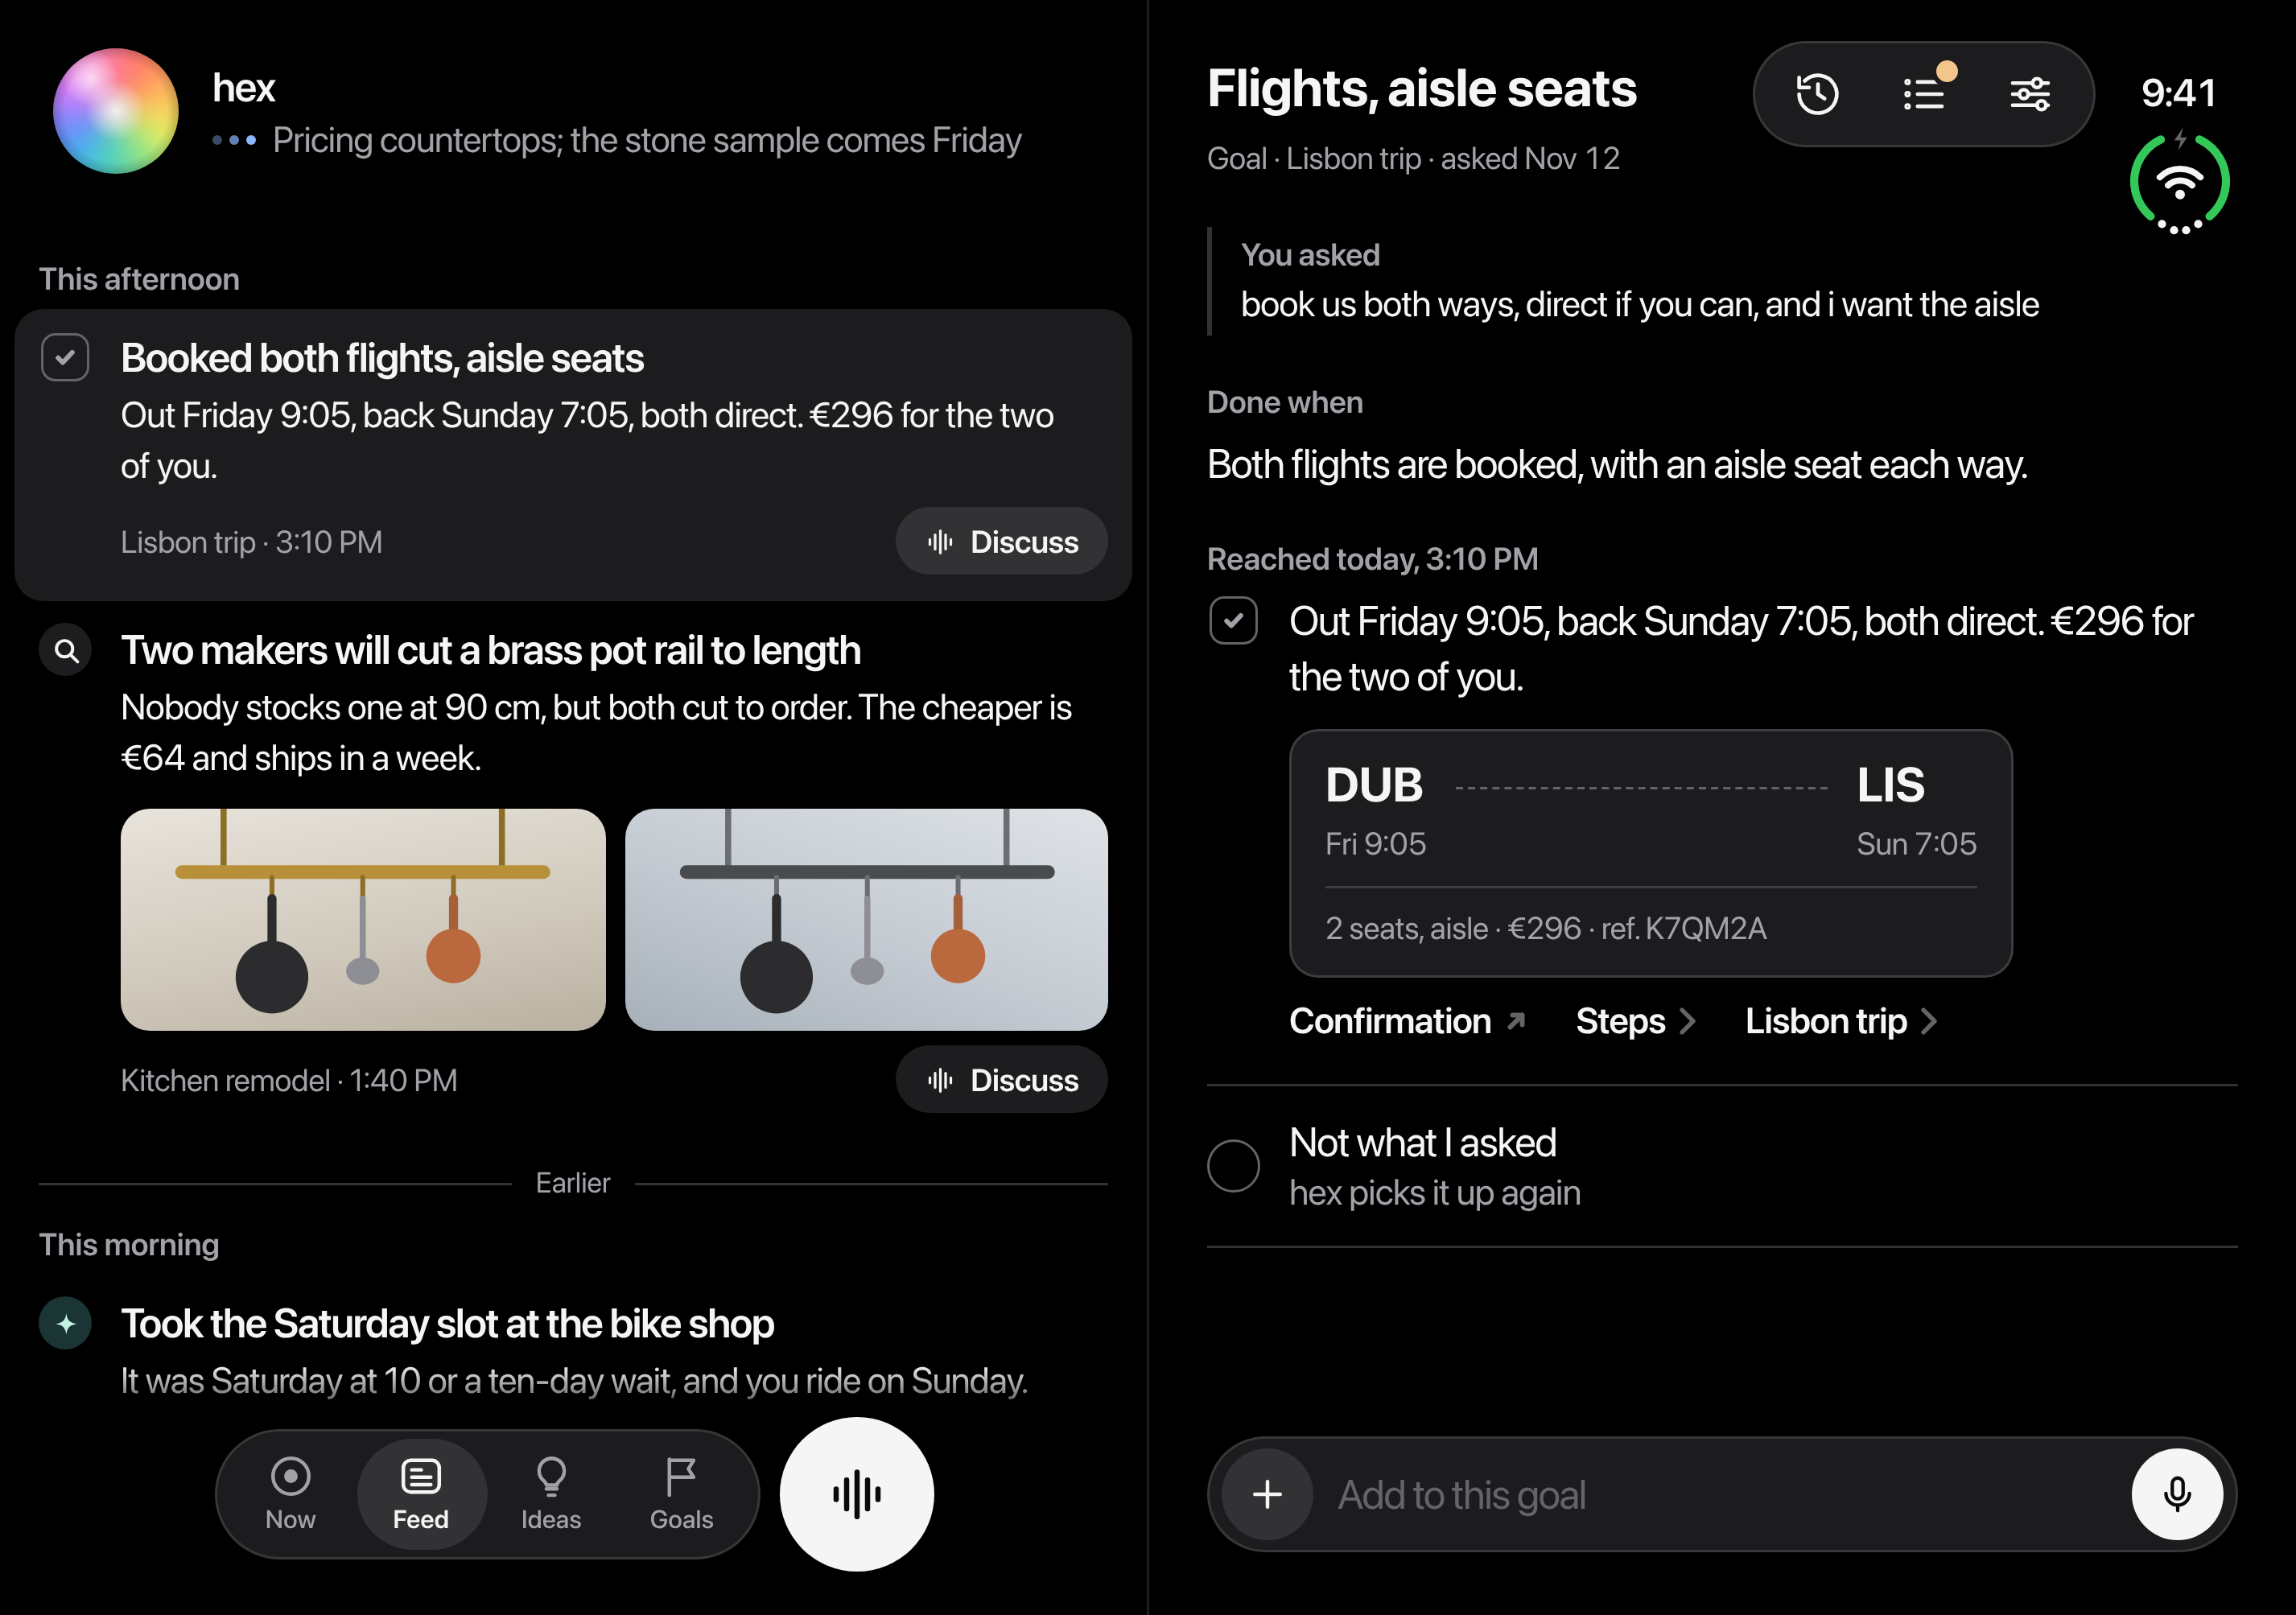 hex
Pricing countertops; the stone sample comes Friday
This afternoon
Booked both flights, aisle seats
Out Friday 9:05, back Sunday 7:05, both direct. €296 for the two
of you.
Lisbon trip · 3:10 PM
Discuss
Two makers will cut a brass pot rail to length
Nobody stocks one at 90 cm, but both cut to order. The cheaper is
€64 and ships in a week.
Kitchen remodel · 1:40 PM
Discuss
Earlier
This morning
Took the Saturday slot at the bike shop
It was Saturday at 10 or a ten-day wait, and you ride on Sunday.
Now
Feed
Ideas
Goals
Flights, aisle seats
Goal · Lisbon trip · asked Nov 12
9:41
You asked
book us both ways, direct if you can, and i want the aisle
Done when
Both flights are booked, with an aisle seat each way.
Reached today, 3:10 PM
Out Friday 9:05, back Sunday 7:05, both direct. €296 for
the two of you.
DUB LIS
Fri 9:05 Sun 7:05
2 seats, aisle · €296 · ref. K7QM2A
Confirmation Steps Lisbon trip
Not what I asked
hex picks it up again
Add to this goal